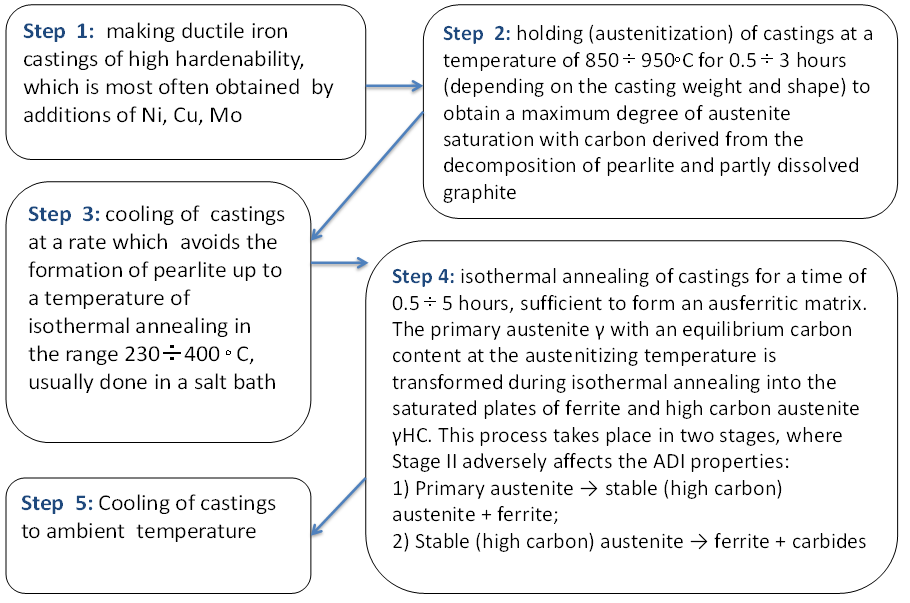 Step 1: making ductile iron
castings of high hardenability,
which is most often obtained by
additions of Ni, Cu, Mo
Step 2: holding (austenitization) of castings at a
temperature of 850÷950°C for 0.5÷3 hours
(depending on the casting weight and shape) to
obtain a maximum degree of austenite
saturation with carbon derived from the
decomposition of pearlite and partly dissolved
graphite
Step 3: cooling of castings
at a rate which avoids the
formation of pearlite up to
a temperature of
isothermal annealing in
the range 230÷400°C,
usually done in a salt bath
Step 4: isothermal annealing of castings for a time of
0.5÷5 hours, sufficient to form an ausferritic matrix.
The primary austenite γ with an equilibrium carbon
content at the austenitizing temperature is
transformed during isothermal annealing into the
saturated plates of ferrite and high carbon austenite
γHC. This process takes place in two stages, where
Stage II adversely affects the ADI properties:
1) Primary austenite → stable (high carbon)
austenite + ferrite;
2) Stable (high carbon) austenite → ferrite + carbides
Step 5: Cooling of castings
to ambient temperature